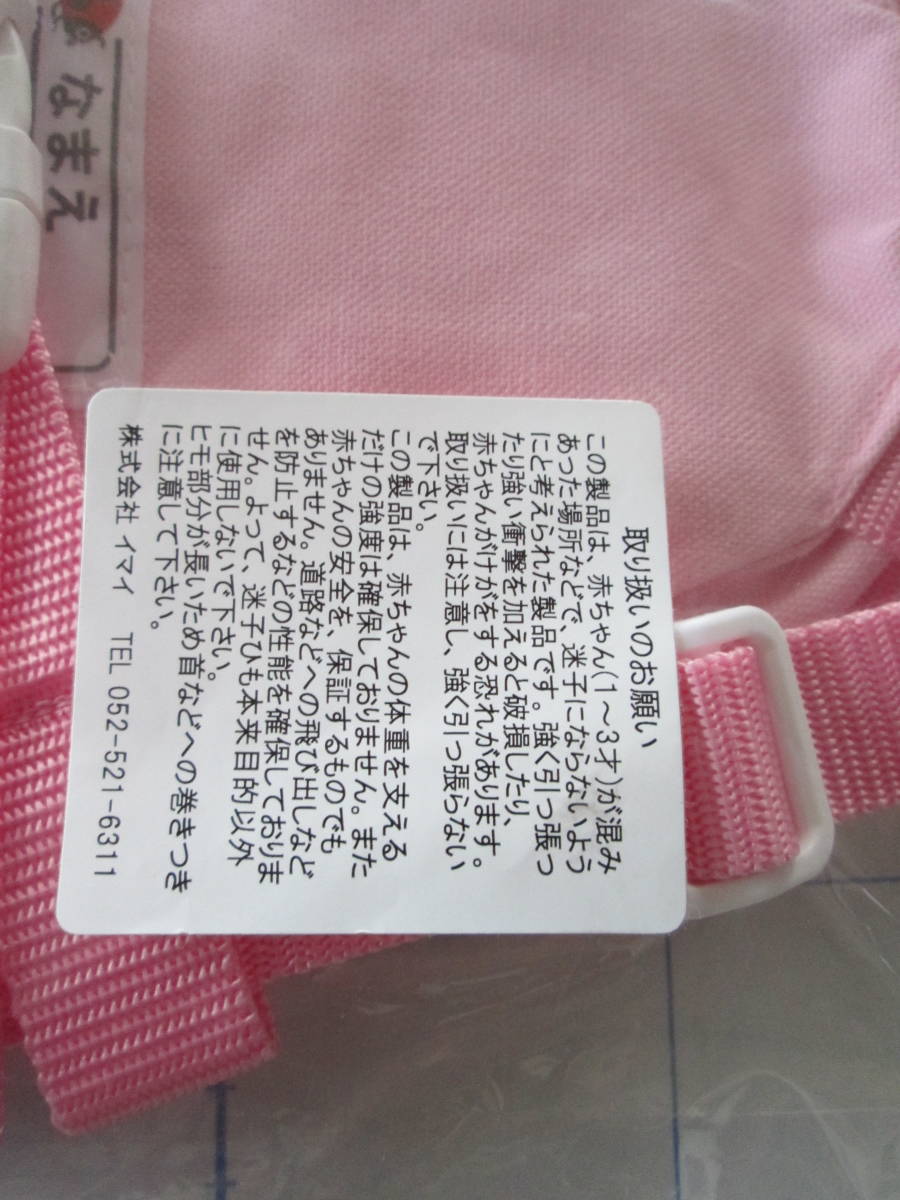 なまえ
取り扱いのお願い
この製品は、赤ちゃん(1～3才)が混み
あった場所などで、迷子にならないよう
にと考えられた製品です。強く引っ張っ
たり強い衝撃を加えると破損したり、
赤ちゃんがけがをする恐れがあります。
取り扱いには注意し、強く引っ張らない
で下さい。
この製品は、赤ちゃんの体重を支える
だけの強度は確保しておりません。また
赤ちゃんの安全を、保証するものでも
ありません。道路などへの飛び出しなど
を防止するなどの性能を確保しておりま
せん。よって、迷子ひも本来目的以外
に使用しないで下さい。
ヒモ部分が長いため首などへの巻きつき
に注意して下さい。
株式会社 イマイ TEL 052-521-6311